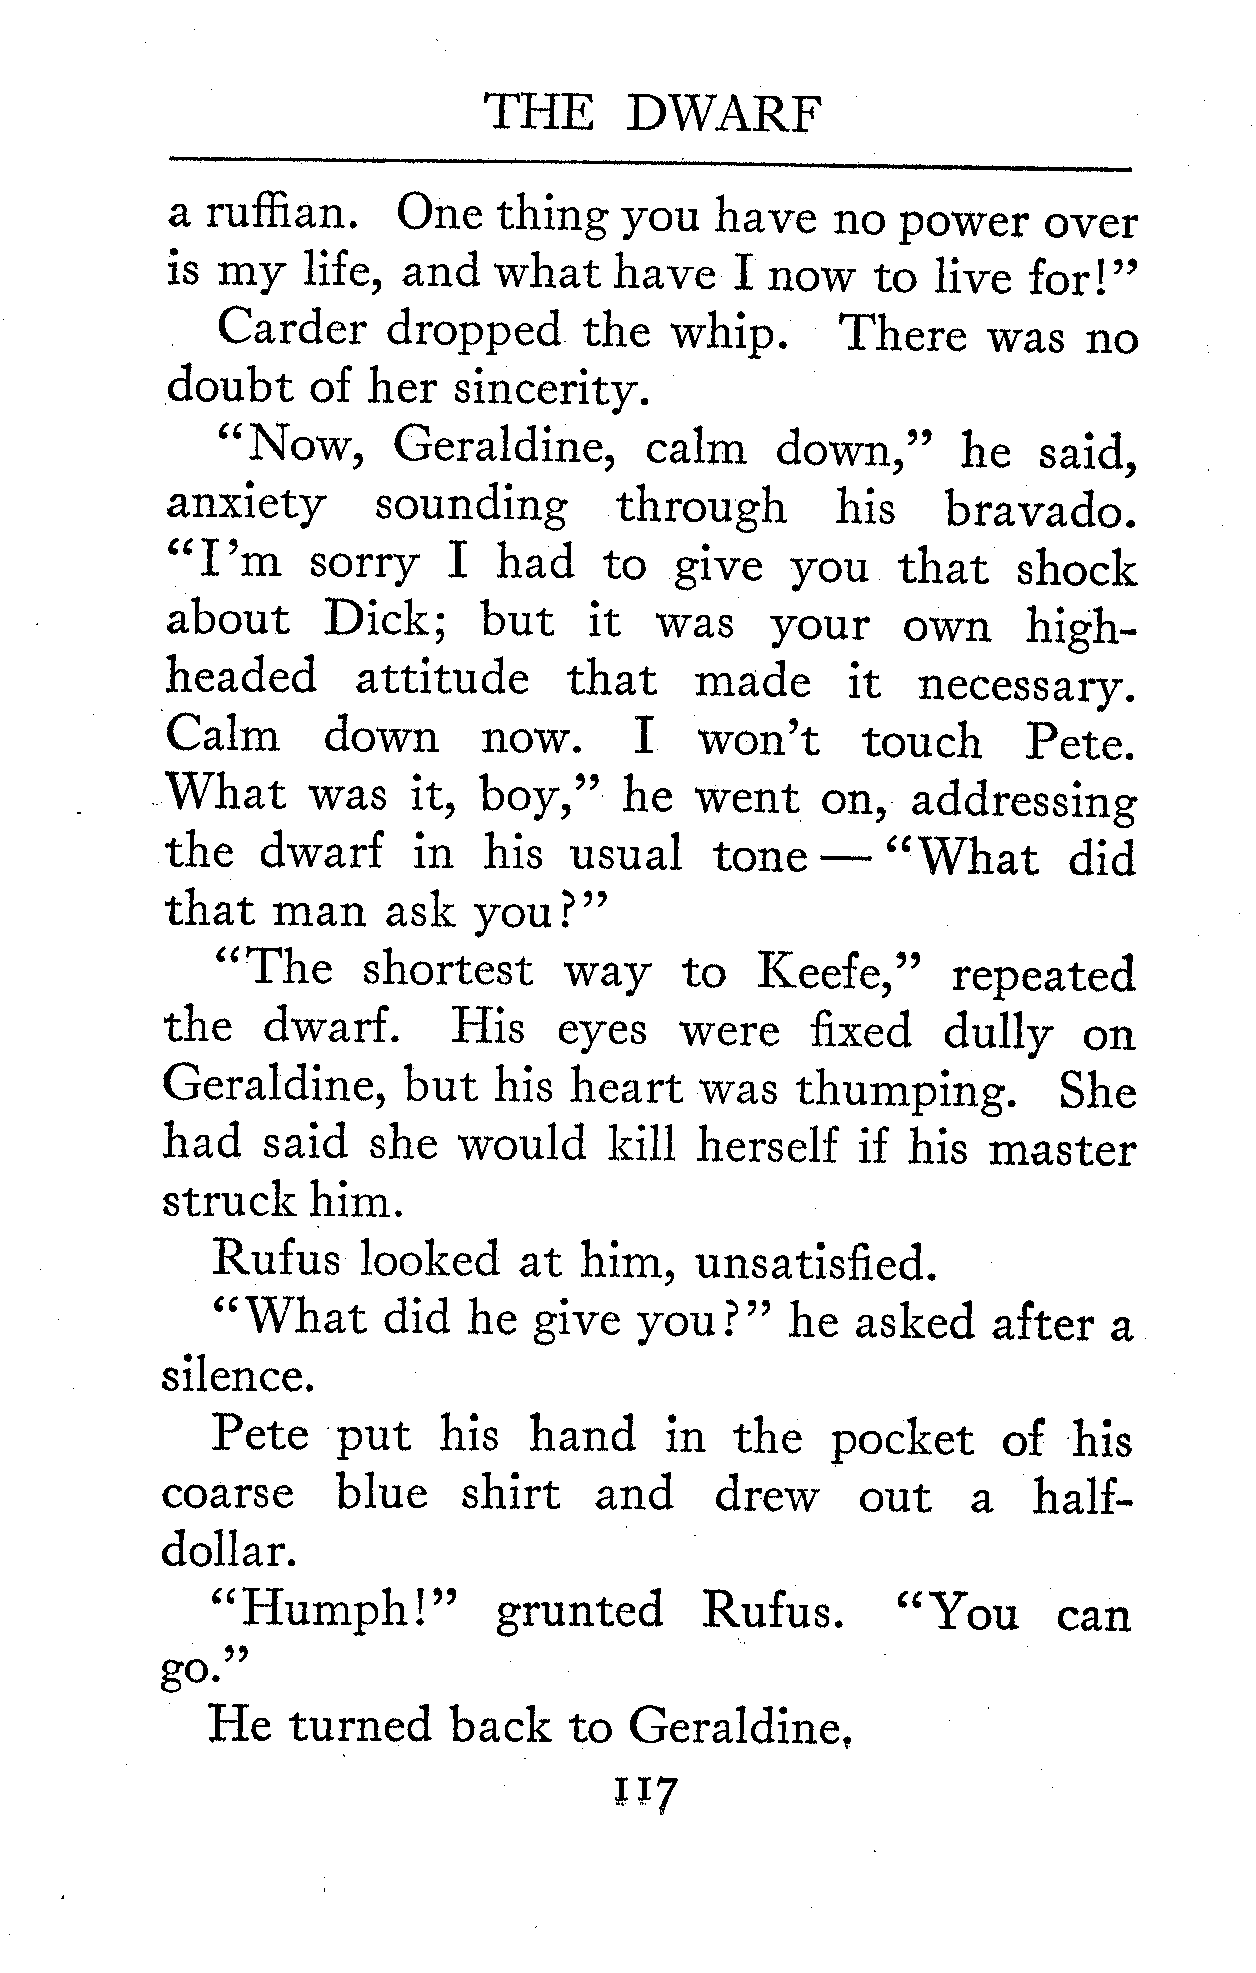 THE DWARF
a ruffian. One thing you have no power over
is my life, and what have I now to live for!”
Carder dropped the whip. There was no
doubt of her sincerity.
“Now, Geraldine, calm down,” he said,
anxiety sounding through his bravado.
“I’m sorry I had to give you that shock
about Dick; but it was your own high-
headed attitude that made it necessary.
Calm down now. I won’t touch Pete.
What was it, boy,” he went on, addressing
the dwarf in his usual tone — “What did
that man ask you?”
“The shortest way to Keefe,” repeated
the dwarf. His eyes were fixed dully on
Geraldine, but his heart was thumping. She
had said she would kill herself if his master
struck him.
Rufus looked at him, unsatisfied.
“What did he give you?” he asked after a
silence.
Pete put his hand in the pocket of his
coarse blue shirt and drew out a half-
dollar.
“Humph!” grunted Rufus. “You can
go.”
He turned back to Geraldine,
117